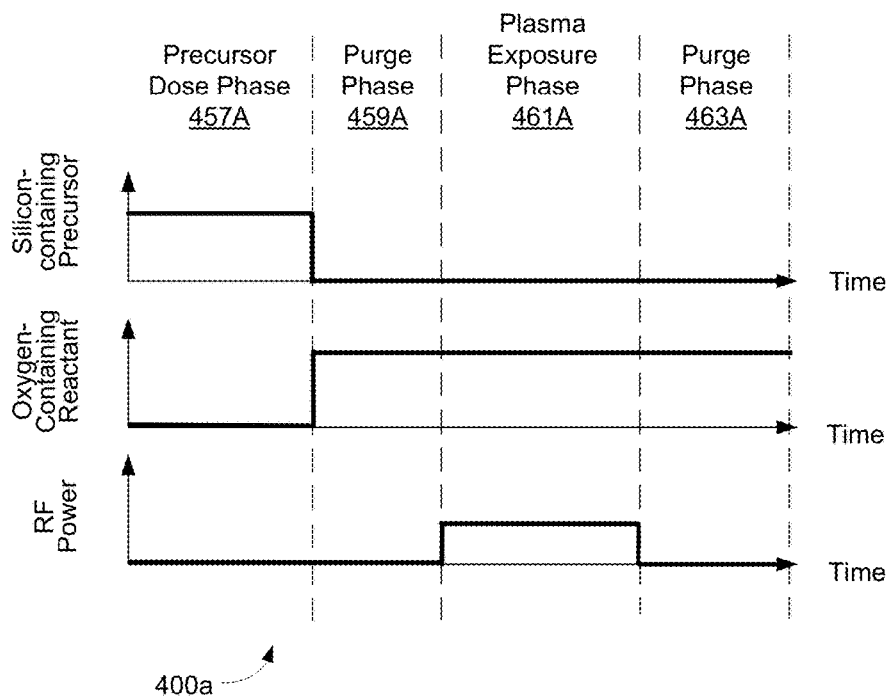 Precursor
Dose Phase
457A
Purge
Phase
459A
Plasma
Exposure
Phase
461A
Purge
Phase
463A
Silicon-
containing
Precursor
Time
Oxygen-
Containing
Reactant
Time
RF
Power
Time
400a